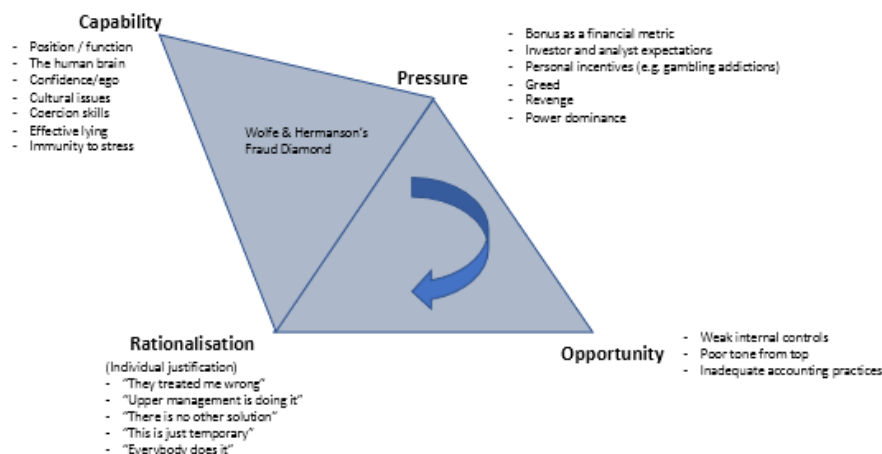 Capability
- Position / function
- The human brain
- Confidence/ego
- Cultural issues
- Coercion skills
- Effective lying
- Immunity to stress
Pressure
- Bonus as a financial metric
- Investor and analyst expectations
- Personal incentives (e.g. gambling addictions)
- Greed
- Revenge
- Power dominance
Wolfe & Hermanson's
Fraud Diamond
Rationalisation
(Individual justification)
- "They treated me wrong"
- "Upper management is doing it"
- "There is no other solution"
- "This is just temporary"
- "Everybody does it"
Opportunity
- Weak internal controls
- Poor tone from top
- Inadequate accounting practices